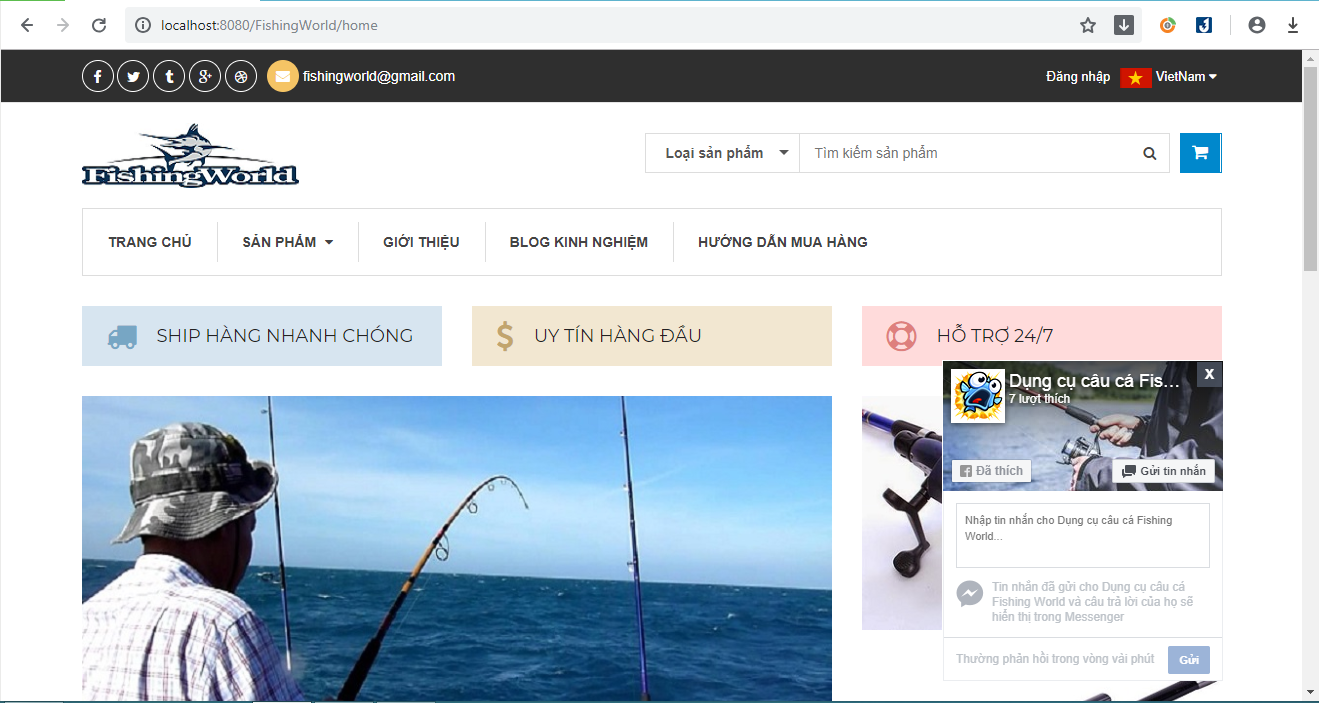 localhost:8080/FishingWorld/home
fishingworld@gmail.com
Đăng nhập
VietNam
FishingWorld
Loại sản phẩm
Tìm kiếm sản phẩm
TRANG CHỦ
SẢN PHẨM
GIỚI THIỆU
BLOG KINH NGHIỆM
HƯỚNG DẪN MUA HÀNG
SHIP HÀNG NHANH CHÓNG
UY TÍN HÀNG ĐẦU
HỖ TRỢ 24/7
X
Dụng cụ câu cá Fis...
7 lượt thích
Đã thích
Gửi tin nhắn
Nhập tin nhắn cho Dụng cụ câu cá Fishing
World...
Tin nhắn đã gửi cho Dụng cụ câu cá
Fishing World và câu trả lời của họ sẽ
hiển thị trong Messenger
Thường phản hồi trong vòng vài phút
Gửi